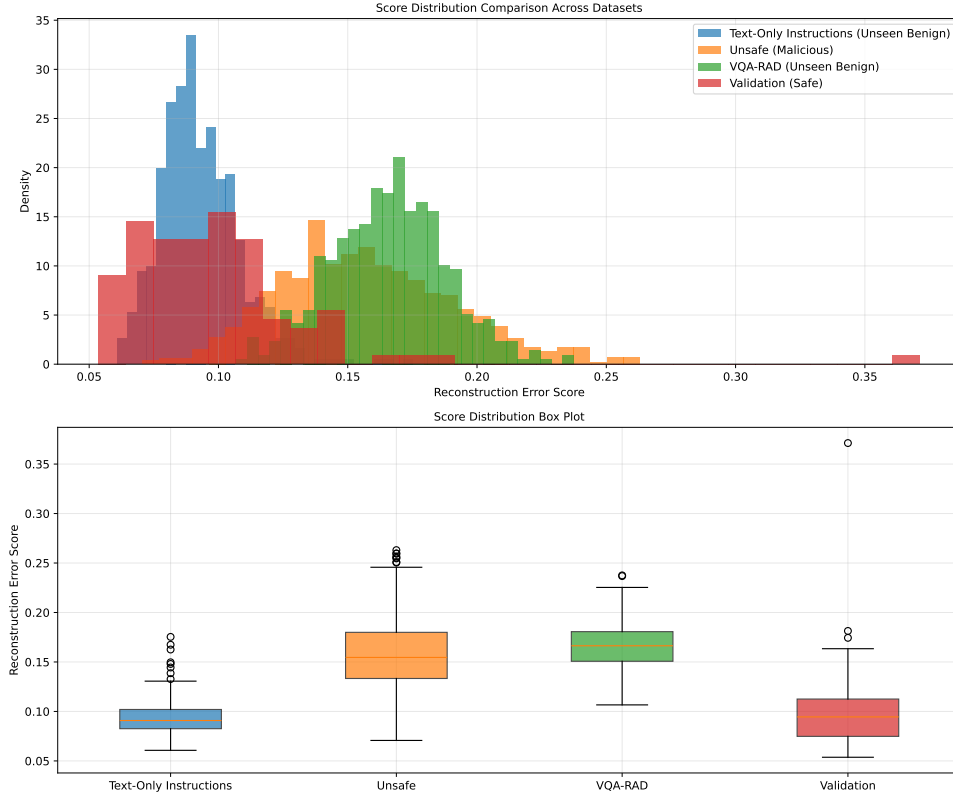 Score Distribution Comparison Across Datasets
35
30
25
20
15
10
5
0
Density
Text-Only Instructions (Unseen Benign)
Unsafe (Malicious)
VQA-RAD (Unseen Benign)
Validation (Safe)
0.05 0.10 0.15 0.20 0.25 0.30 0.35
Reconstruction Error Score
Score Distribution Box Plot
0.35
0.30
0.25
0.20
0.15
0.10
0.05
Reconstruction Error Score
Text-Only Instructions Unsafe VQA-RAD Validation